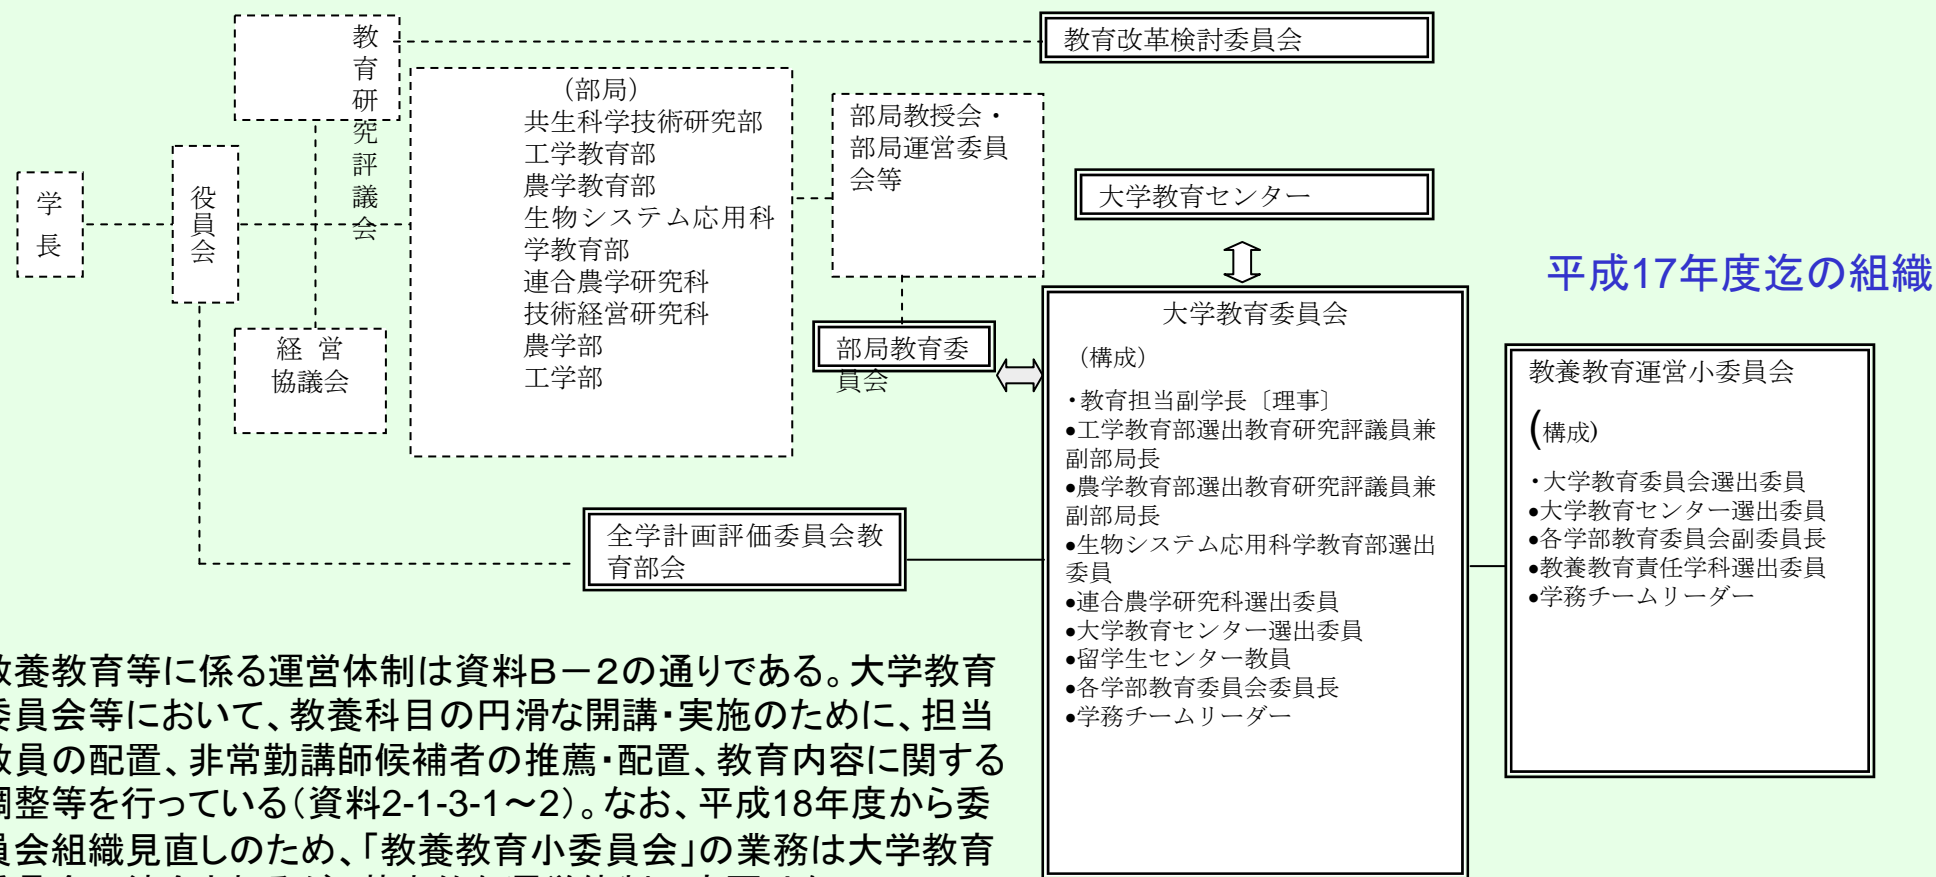 教育研究評議会
教育改革検討委員会
(部局)
共生科学技術研究部
工学教育部
農学教育部
生物システム応用科
学教育部
連合農学研究科
技術経営研究科
農学部
工学部
部局教授会・
部局運営委員
会等
学長
役員会
大学教育センター
平成17年度迄の組織
経 営
協議会
部局教育委
員会
大学教育委員会
(構成)
・教育担当副学長〔理事〕
●工学教育部選出教育研究評議員兼
副部局長
●農学教育部選出教育研究評議員兼
副部局長
●生物システム応用科学教育部選出
委員
●連合農学研究科選出委員
●大学教育センター選出委員
●留学生センター教員
●各学部教育委員会委員長
●学務チームリーダー
教養教育運営小委員会
(構成)
・大学教育委員会選出委員
●大学教育センター選出委員
●各学部教育委員会副委員長
●教養教育責任学科選出委員
●学務チームリーダー
全学計画評価委員会教
育部会
教養教育等に係る運営体制は資料B-2の通りである。大学教育
委員会等において、教養科目の円滑な開講・実施のために、担当
教員の配置、非常勤講師候補者の推薦・配置、教育内容に関する
調整等を行っている(資料2-1-3-1~2)。なお、平成18年度から委
員会組織見直しのため、「教養教育小委員会」の業務は大学教育